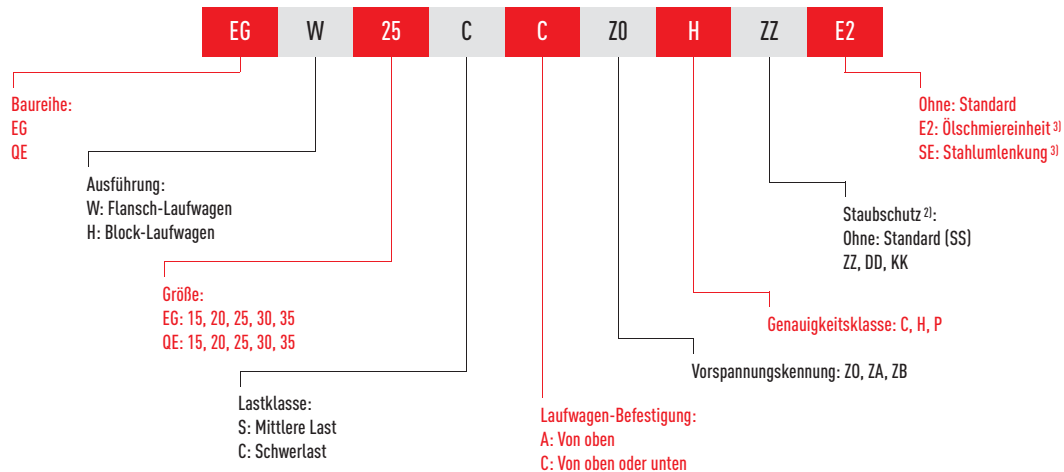 EG W 25 C C Z0 H ZZ E2
Baureihe:
EG
QE
Ausführung:
W: Flansch-Laufwagen
H: Block-Laufwagen
Größe:
EG: 15, 20, 25, 30, 35
QE: 15, 20, 25, 30, 35
Lastklasse:
S: Mittlere Last
C: Schwerlast
Laufwagen-Befestigung:
A: Von oben
C: Von oben oder unten
Vorspannungskennung: Z0, ZA, ZB
Genauigkeitsklasse: C, H, P
Staubschutz 2):
Ohne: Standard (SS)
ZZ, DD, KK
Ohne: Standard
E2: Ölschmiereinheit 3)
SE: Stahlumlenkung 3)